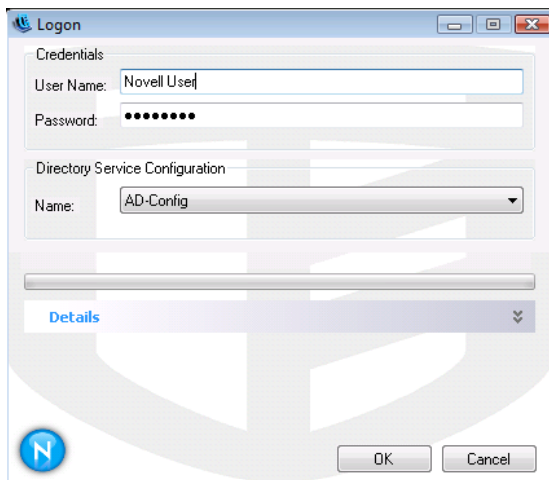 Logon
Credentials
User Name: Novell User
Password: ●●●●●●●●
Directory Service Configuration
Name: AD-Config
Details
N
OK Cancel